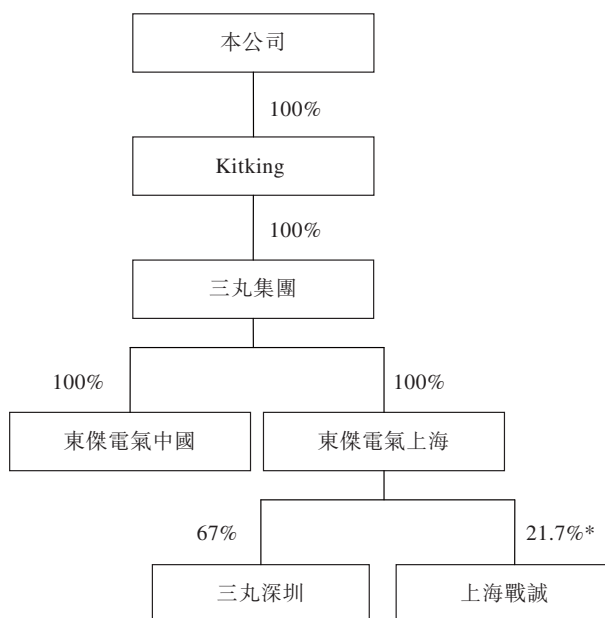 本公司
100%
Kitking
100%
三丸集團
100%
100%
東傑電氣中國
東傑電氣上海
67%
21.7%*
三丸深圳
上海戰誠